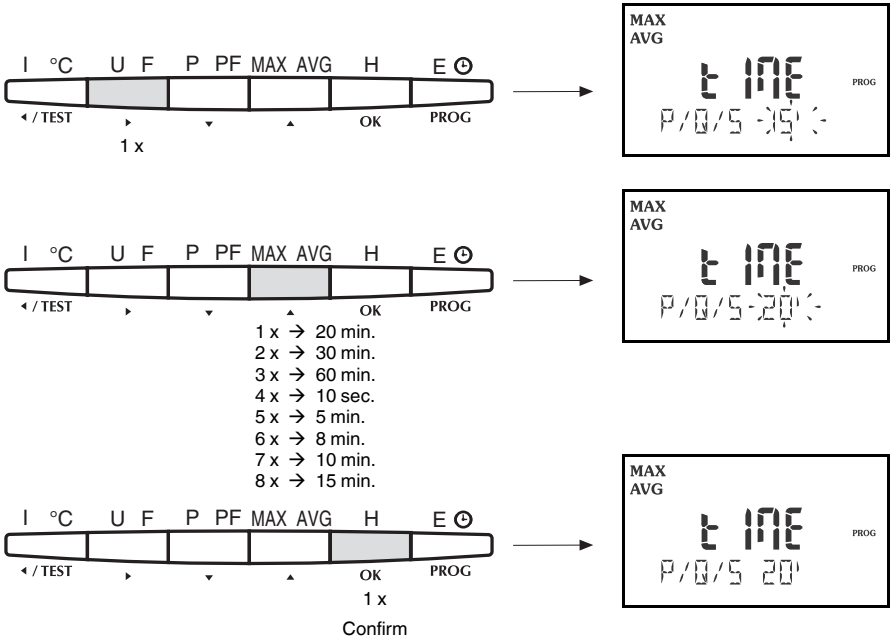 I °C U F P PF MAX AVG H E
/ TEST OK PROG
1 x
MAX
AVG
tIME
PROG
P/Q/S 15'
I °C U F P PF MAX AVG H E
/ TEST OK PROG
1 x → 20 min.
2 x → 30 min.
3 x → 60 min.
4 x → 10 sec.
5 x → 5 min.
6 x → 8 min.
7 x → 10 min.
8 x → 15 min.
MAX
AVG
tIME
PROG
P/Q/S 20'
I °C U F P PF MAX AVG H E
/ TEST OK PROG
1 x
Confirm
MAX
AVG
tIME
PROG
P/Q/S 20'